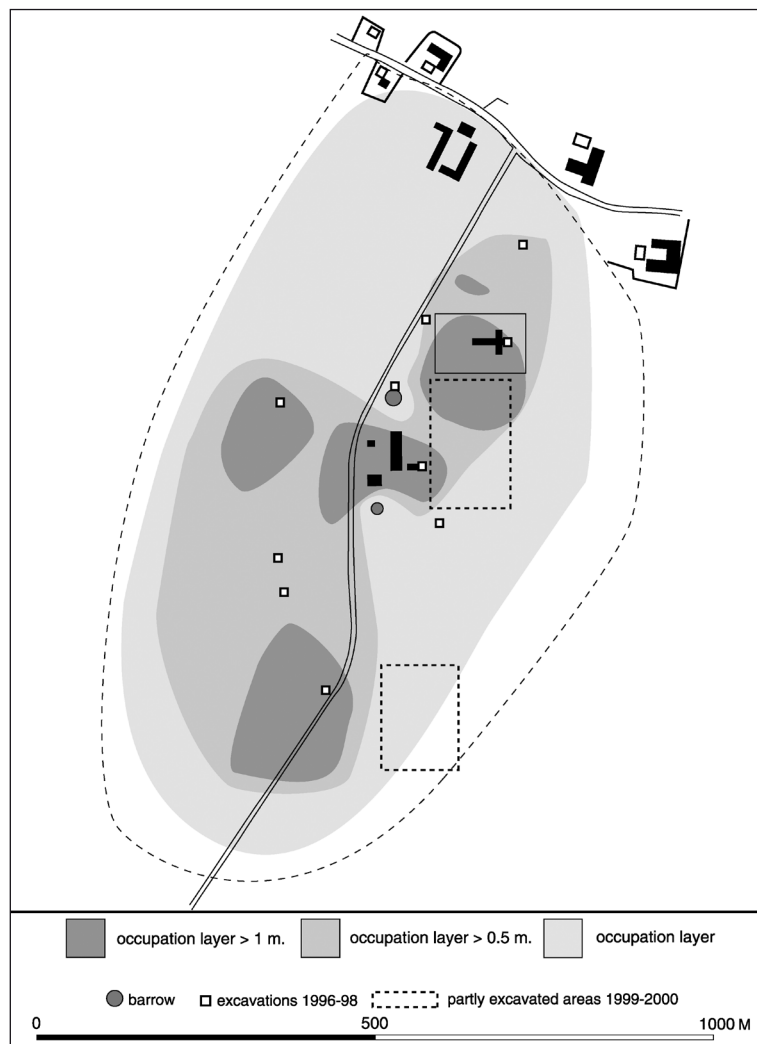 occupation layer > 1 m. occupation layer > 0.5 m. occupation layer
barrow excavations 1996-98 partly excavated areas 1999-2000
0 500 1000 M